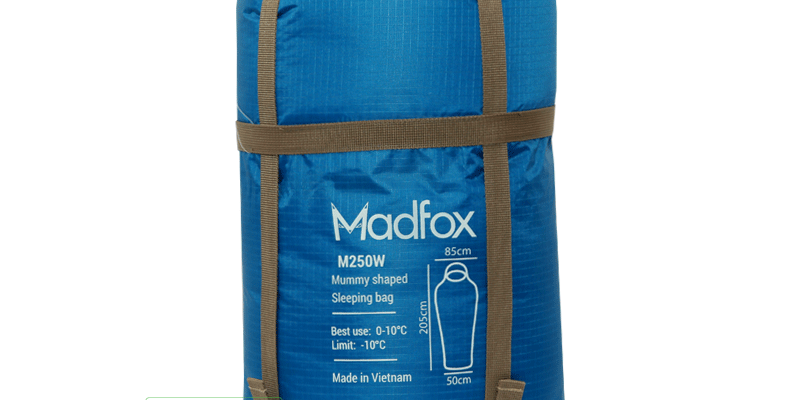 Madfox
85cm
M250W
Mummy shaped
Sleeping bag
205cm
Best use: 0-10°C
Limit: -10°C
Made in Vietnam
50cm